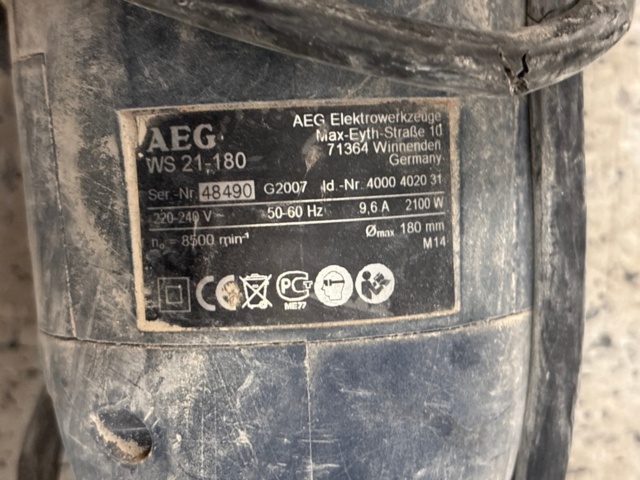 AEG
WS 21-180
AEG Elektrowerkzeuge
Max-Eyth-Straße 10
71364 Winnenden
Germany
Ser.-Nr. 48490 G2007 Id.-Nr. 4000 4020 31
220-240 V~ 50-60 Hz 9,6 A 2100 W
n₀ = 8500 min⁻¹ Ømax 180 mm
M14
CE PCT
ME77